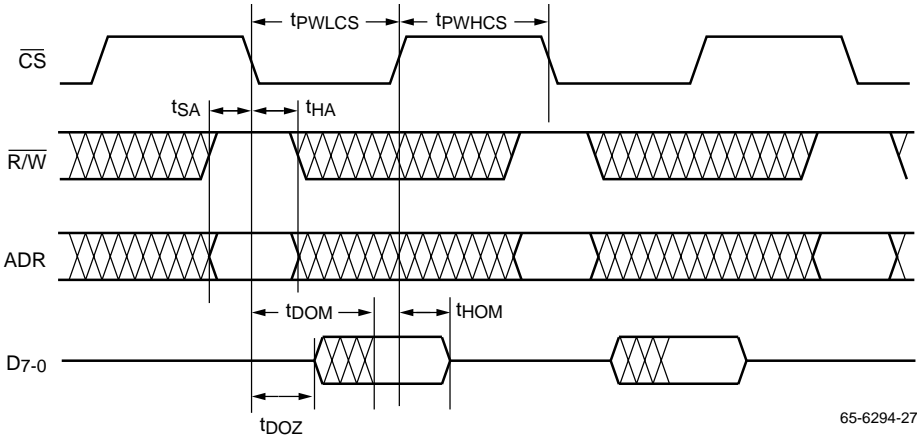 tPWLCS tPWHCS
CS
tSA tHA
R/W
ADR
tDOM tHOM
D7-0
tDOZ
65-6294-27